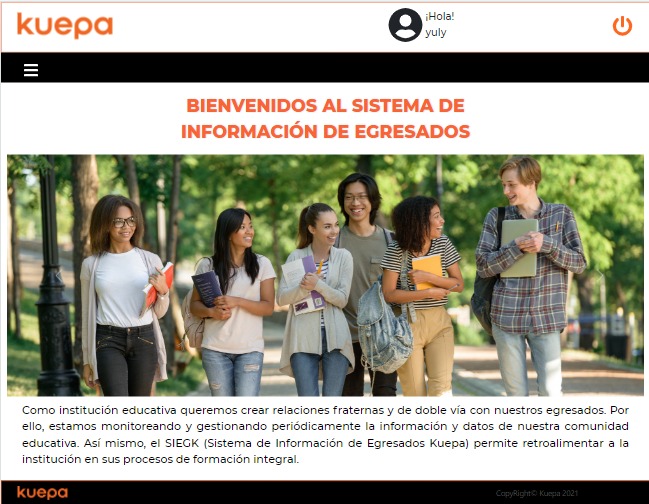 kuepa
¡Hola!
yuly
BIENVENIDOS AL SISTEMA DE
INFORMACIÓN DE EGRESADOS
Como institución educativa queremos crear relaciones fraternas y de doble vía con nuestros egresados. Por
ello, estamos monitoreando y gestionando periódicamente la información y datos de nuestra comunidad
educativa. Así mismo, el SIEGK (Sistema de Información de Egresados Kuepa) permite retroalimentar a la
institución en sus procesos de formación integral.
kuepa
CopyRight© Kuepa 2021